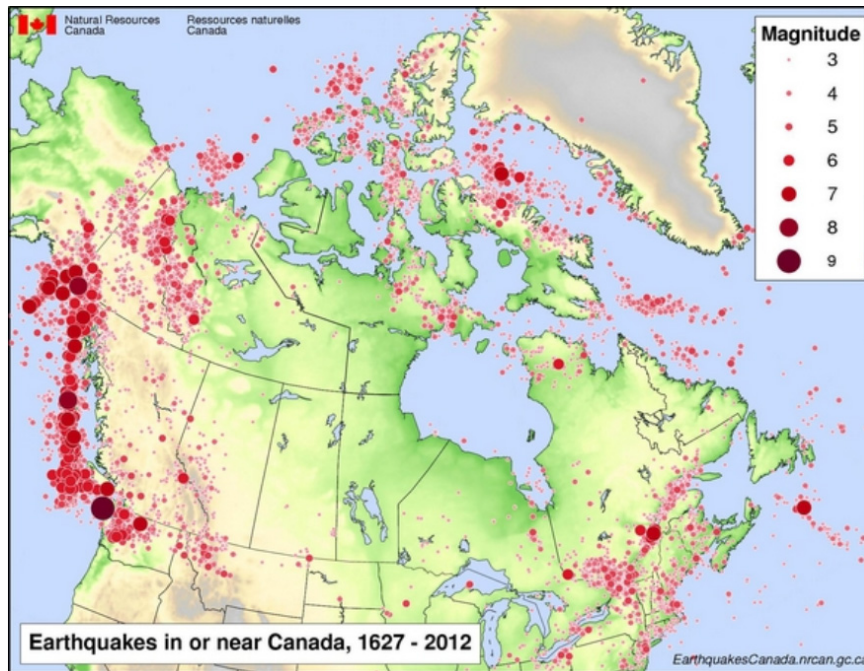 Natural Resources Canada
Ressources naturelles Canada
Magnitude
3
4
5
6
7
8
9
Earthquakes in or near Canada, 1627 - 2012
EarthquakesCanada.nrcan.gc.c